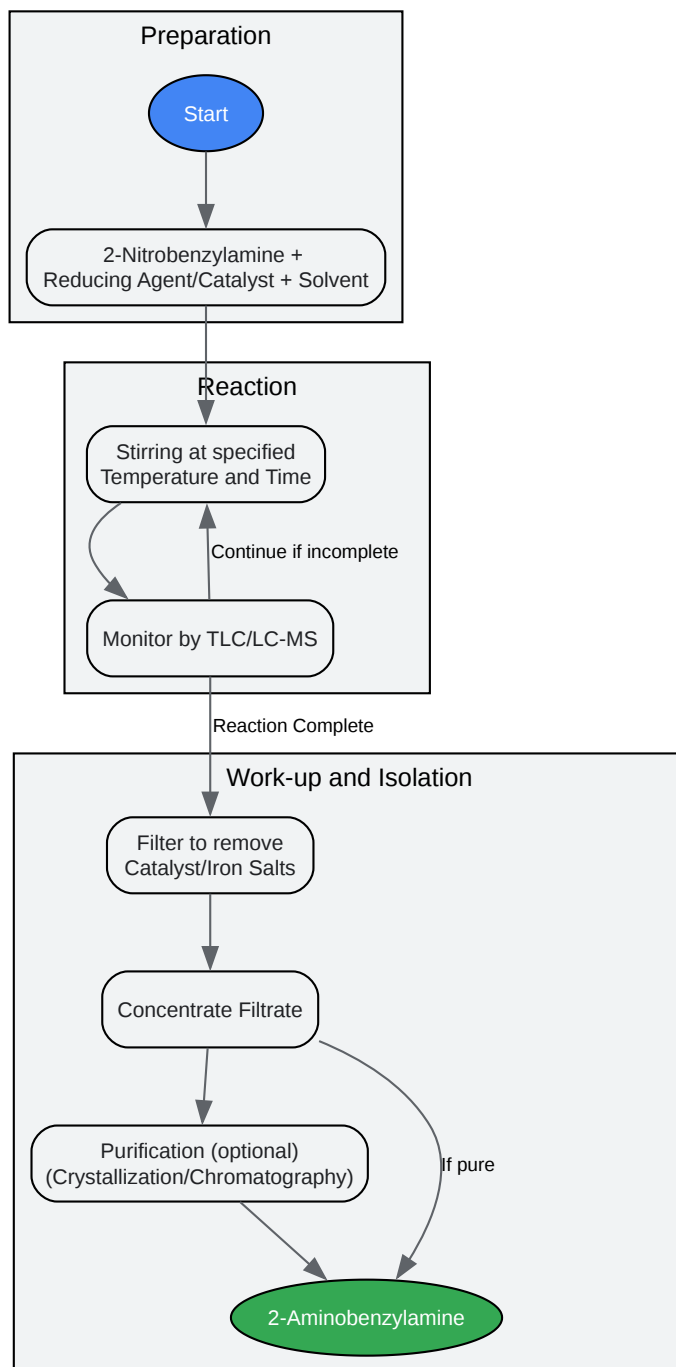 Preparation
Start
2-Nitrobenzylamine +
Reducing Agent/Catalyst + Solvent
Reaction
Stirring at specified
Temperature and Time
Continue if incomplete
Monitor by TLC/LC-MS
Reaction Complete
Work-up and Isolation
Filter to remove
Catalyst/Iron Salts
Concentrate Filtrate
Purification (optional)
(Crystallization/Chromatography)
If pure
2-Aminobenzylamine